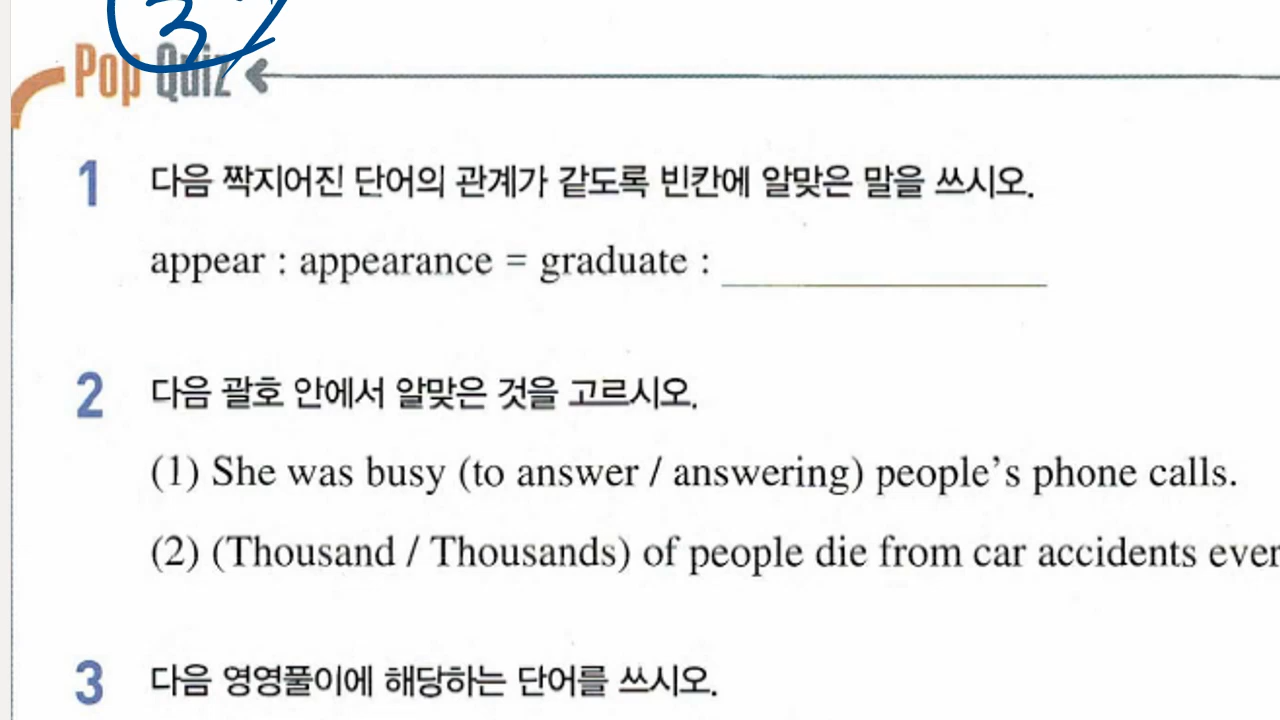 3
Pop Quiz
1 다음 짝지어진 단어의 관계가 같도록 빈칸에 알맞은 말을 쓰시오.
appear : appearance = graduate :
2 다음 괄호 안에서 알맞은 것을 고르시오.
(1) She was busy (to answer / answering) people's phone calls.
(2) (Thousand / Thousands) of people die from car accidents ever
3 다음 영영풀이에 해당하는 단어를 쓰시오.